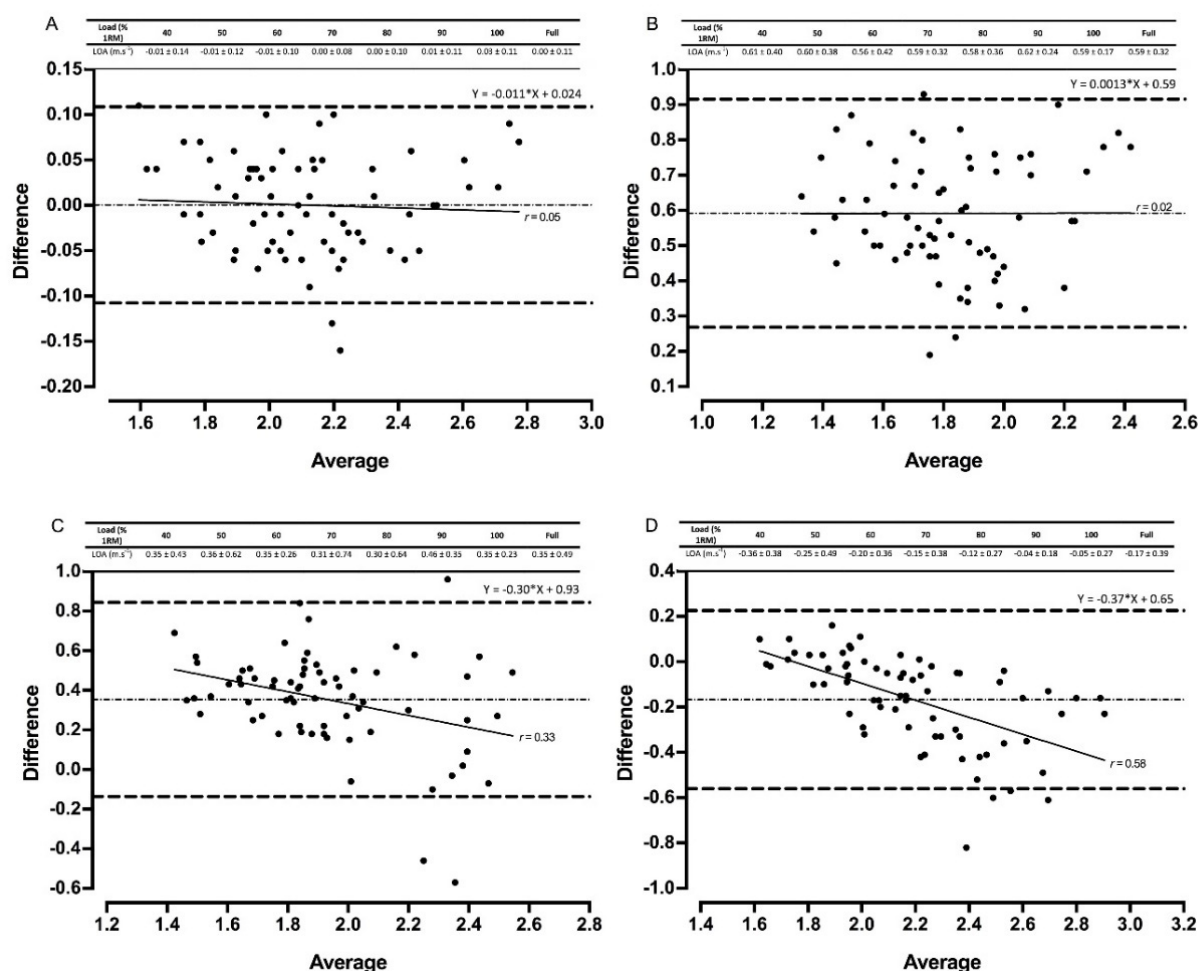 A
Load (% 1RM) 40 50 60 70 80 90 100 Full
LOA (m.s⁻¹) -0.01 ± 0.14 -0.01 ± 0.12 -0.01 ± 0.10 0.00 ± 0.08 0.00 ± 0.10 0.01 ± 0.11 0.03 ± 0.11 0.00 ± 0.11
Y = -0.011*X + 0.024
0.15
0.10
0.05
0.00
-0.05
-0.10
-0.15
-0.20
Difference
r = 0.05
1.6 1.8 2.0 2.2 2.4 2.6 2.8 3.0
Average
B
Load (% 1RM) 40 50 60 70 80 90 100 Full
LOA (m.s⁻¹) 0.61 ± 0.40 0.60 ± 0.38 0.56 ± 0.42 0.59 ± 0.32 0.58 ± 0.36 0.62 ± 0.24 0.59 ± 0.17 0.59 ± 0.32
Y = 0.0013*X + 0.59
1.0
0.9
0.8
0.7
0.6
0.5
0.4
0.3
0.2
0.1
Difference
r = 0.02
1.0 1.2 1.4 1.6 1.8 2.0 2.2 2.4 2.6
Average
C
Load (% 1RM) 40 50 60 70 80 90 100 Full
LOA (m.s⁻¹) 0.35 ± 0.43 0.36 ± 0.62 0.35 ± 0.26 0.31 ± 0.74 0.30 ± 0.64 0.46 ± 0.35 0.35 ± 0.23 0.35 ± 0.49
Y = -0.30*X + 0.93
1.0
0.8
0.6
0.4
0.2
0.0
-0.2
-0.4
-0.6
Difference
r = 0.33
1.2 1.4 1.6 1.8 2.0 2.2 2.4 2.6 2.8
Average
D
Load (% 1RM) 40 50 60 70 80 90 100 Full
LOA (m.s⁻¹) -0.36 ± 0.38 -0.25 ± 0.49 -0.20 ± 0.36 -0.15 ± 0.38 -0.12 ± 0.27 -0.04 ± 0.18 -0.05 ± 0.27 -0.17 ± 0.39
Y = -0.37*X + 0.65
0.4
0.2
0.0
-0.2
-0.4
-0.6
-0.8
-1.0
Difference
r = 0.58
1.4 1.6 1.8 2.0 2.2 2.4 2.6 2.8 3.0 3.2
Average